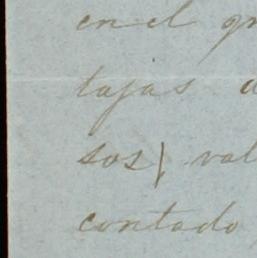 en el
tajas
sos) val
contado